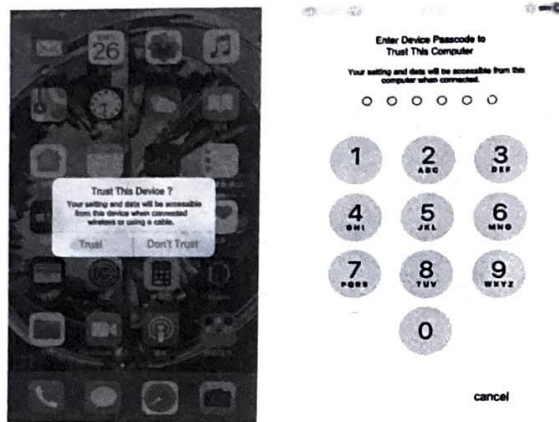 26
Trust This Device ?
Your setting and data will be accessible
from this device when connected
wireless or using a cable.
Trust
Don't Trust
Enter Device Passcode to
Trust This Computer
Your setting and data will be accessible from this
computer when connected.
1
2
ABC
3
DEF
4
GHI
5
JKL
6
MNO
7
PQRS
8
TUV
9
WXYZ
0
cancel